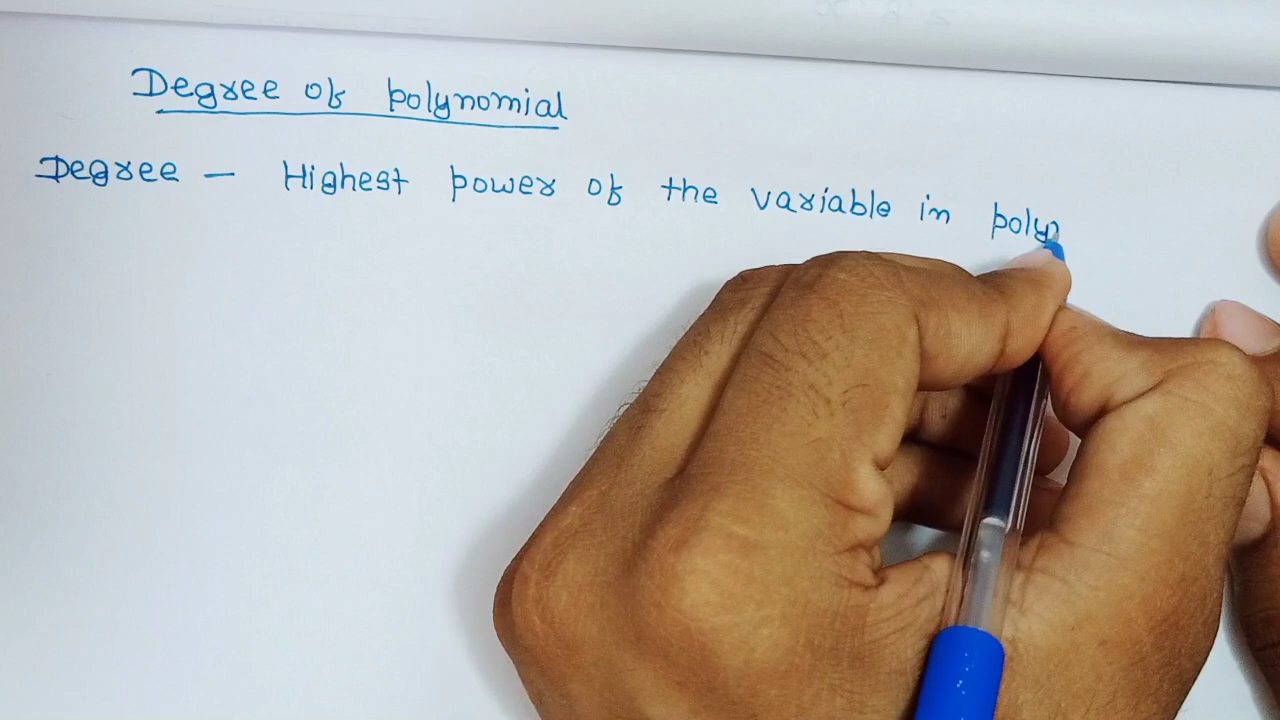 Degree of polynomial
Degree – Highest power of the variable in poly